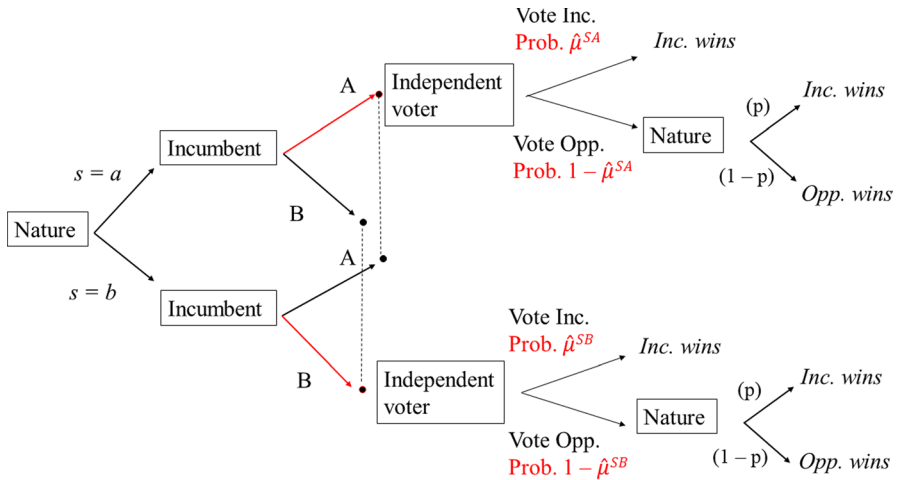 Vote Inc.
Prob. μ̂^{SA}
Inc. wins
A
Independent
voter
Inc. wins
(p)
Incumbent
Vote Opp.
Prob. 1 − μ̂^{SA}
Nature
(1 – p)
Opp. wins
s = a
B
Nature
A
s = b
Incumbent
Vote Inc.
Prob. μ̂^{SB}
Inc. wins
B
Independent
voter
Inc. wins
(p)
Nature
Vote Opp.
Prob. 1 − μ̂^{SB}
(1 – p)
Opp. wins